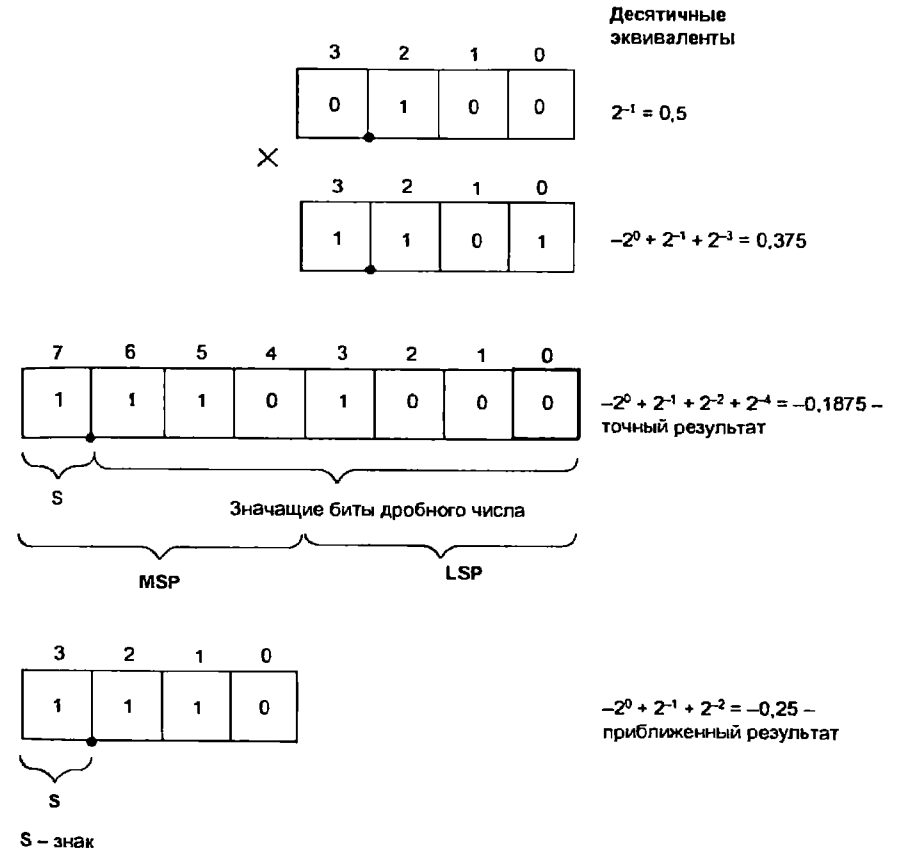 Десятичные
эквиваленты
3 2 1 0
0 1 0 0
2⁻¹ = 0,5
×
3 2 1 0
1 1 0 1
–2⁰ + 2⁻¹ + 2⁻³ = 0,375
7 6 5 4 3 2 1 0
1 1 1 0 1 0 0 0
–2⁰ + 2⁻¹ + 2⁻² + 2⁻⁴ = –0,1875 –
точный результат
S
Значащие биты дробного числа
MSP
LSP
3 2 1 0
1 1 1 0
–2⁰ + 2⁻¹ + 2⁻² = –0,25 –
приближенный результат
S
S – знак